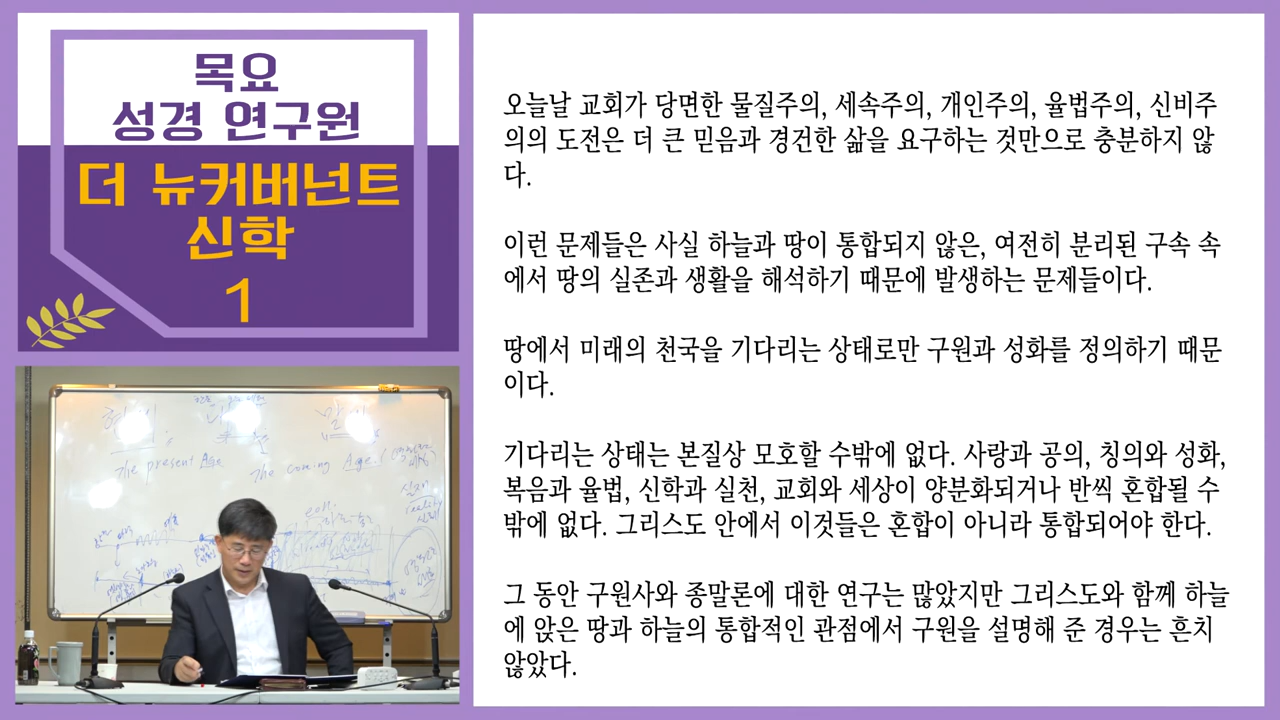 목요
성경 연구원
더 뉴커버넌트
신학
1
오늘날 교회가 당면한 물질주의, 세속주의, 개인주의, 율법주의, 신비주
의의 도전은 더 큰 믿음과 경건한 삶을 요구하는 것만으로 충분하지 않
다.
이런 문제들은 사실 하늘과 땅이 통합되지 않은, 여전히 분리된 구속 속
에서 땅의 실존과 생활을 해석하기 때문에 발생하는 문제들이다.
땅에서 미래의 천국을 기다리는 상태로만 구원과 성화를 정의하기 때문
이다.
기다리는 상태는 본질상 모호할 수밖에 없다. 사랑과 공의, 칭의와 성화,
복음과 율법, 신학과 실천, 교회와 세상이 양분화되거나 반씩 혼합될 수
밖에 없다. 그리스도 안에서 이것들은 혼합이 아니라 통합되어야 한다.
그 동안 구원사와 종말론에 대한 연구는 많았지만 그리스도와 함께 하늘
에 앉은 땅과 하늘의 통합적인 관점에서 구원을 설명해 준 경우는 흔치
않았다.
The present Age
The coming Age